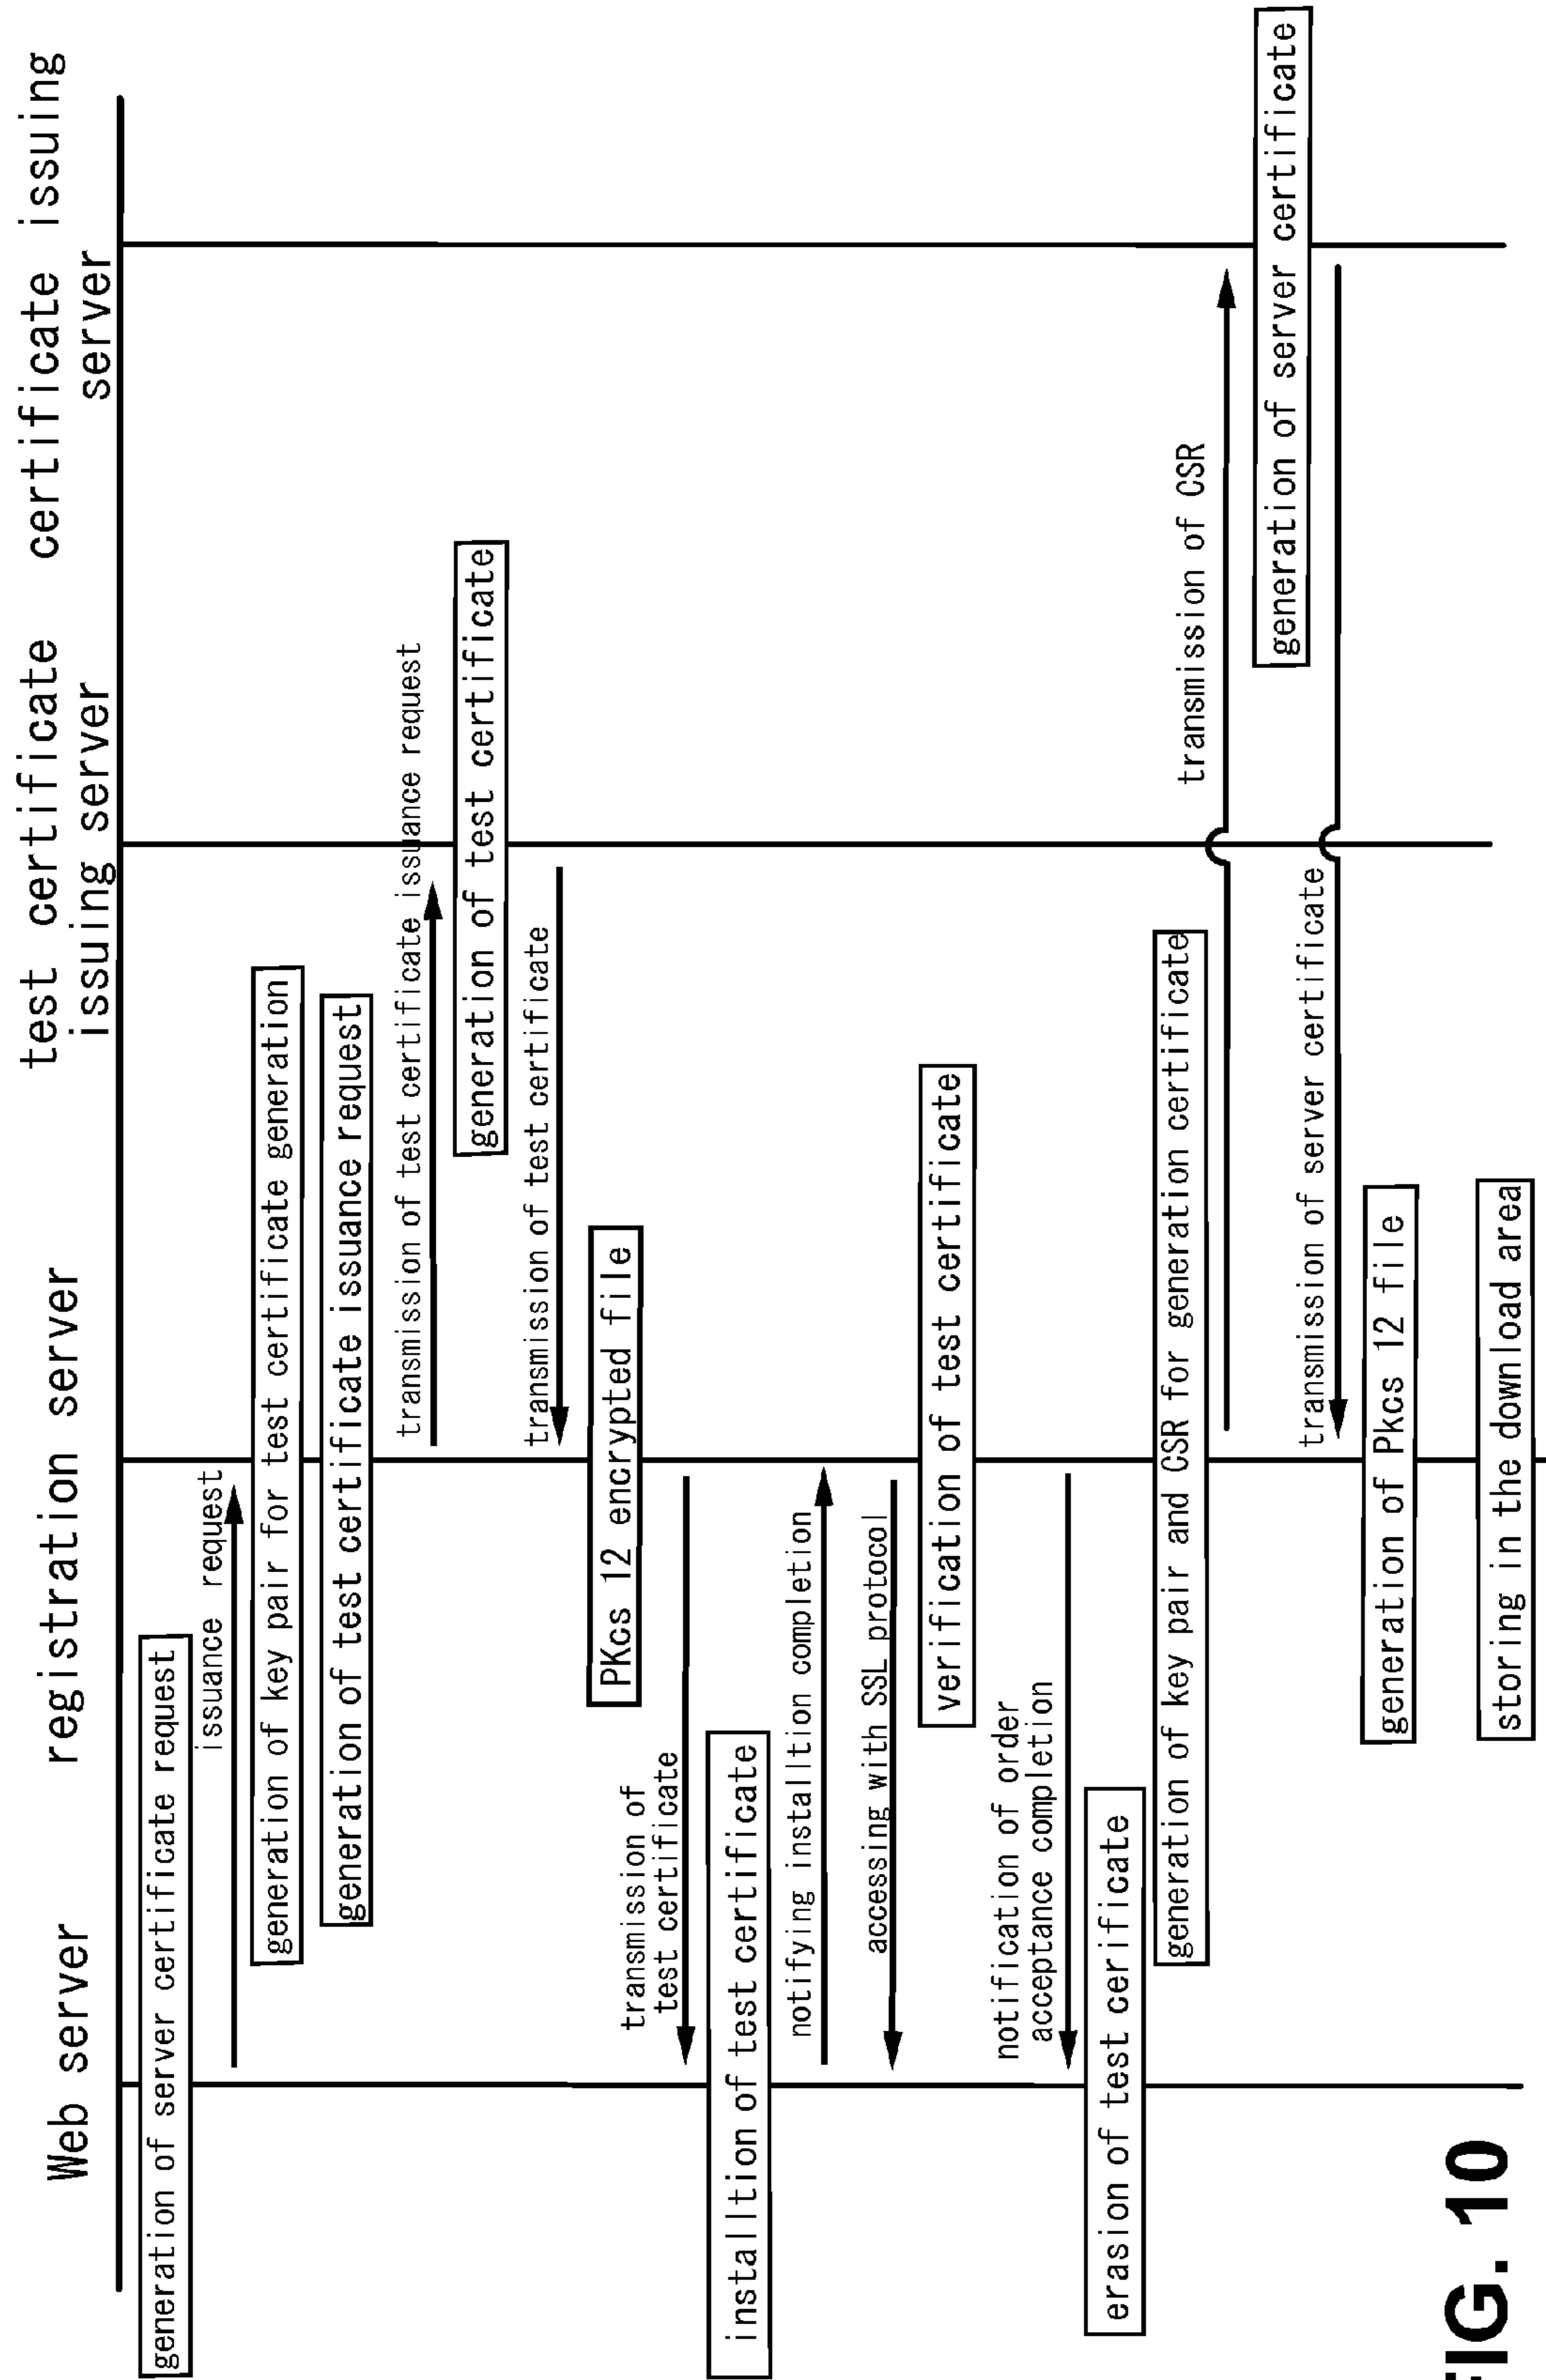 Web server
registration server
test certificate
issuing server
certificate issuing
server
generation of server certificate request
issuance request
generation of key pair for test certificate generation
generation of test certificate issuance request
transmission of test certificate issuance request
generation of test certificate
transmission of test certificate
PKcs 12 encrypted file
transmission of
test certificate
installtion of test certificate
notifying installtion completion
accessing with SSL protocol
verification of test certificate
notification of order
acceptance completion
erasion of test cerificate
generation of key pair and CSR for generation certificate
transmission of CSR
generation of server certificate
transmission of server certificate
generation of Pkcs 12 file
storing in the download area
FIG. 10